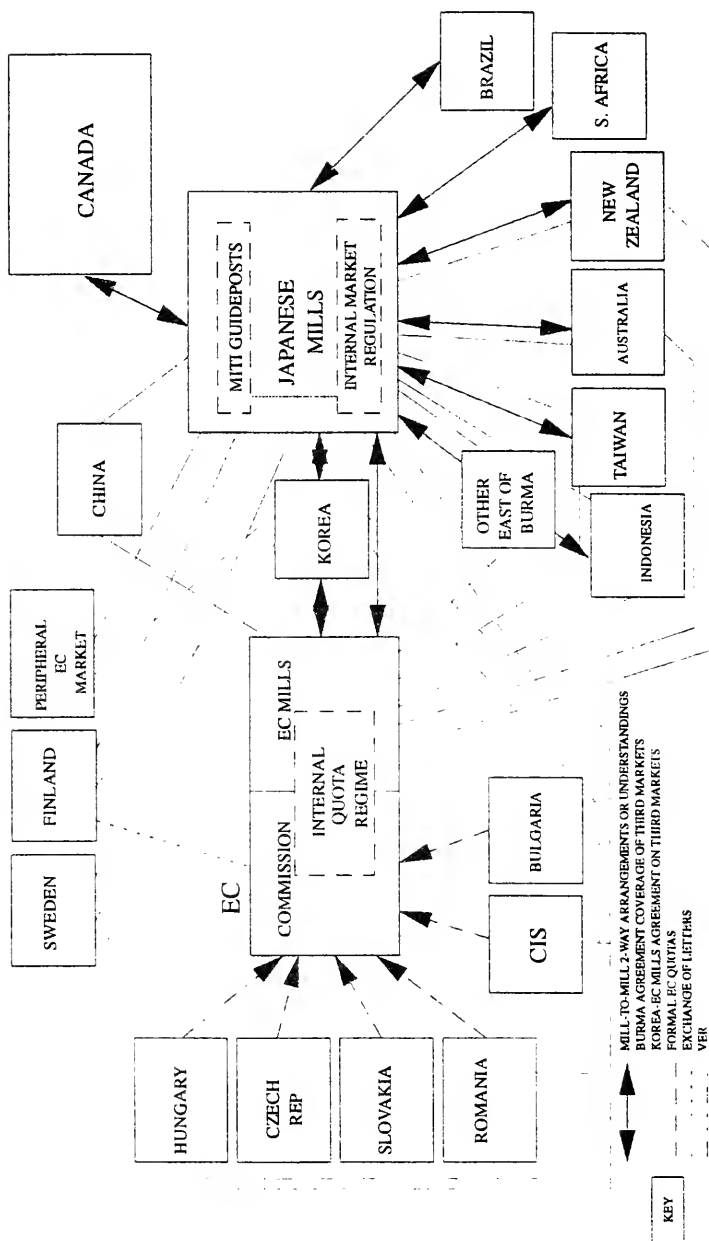 SWEDEN
FINLAND
PERIPHERAL
EC
MARKET
CHINA
CANADA
HUNGARY
CZECH
REP
SLOVAKIA
ROMANIA
EC
COMMISSION
EC MILLS
INTERNAL
QUOTA
REGIME
KOREA
MITI GUIDEPOSTS
JAPANESE
MILLS
INTERNAL MARKET
REGULATION
BRAZIL
S. AFRICA
CIS
BULGARIA
OTHER
EAST OF
BURMA
INDONESIA
TAIWAN
AUSTRALIA
NEW
ZEALAND
KEY
MILL-TO-MILL 2-WAY ARRANGEMENTS OR UNDERSTANDINGS
BURMA AGREEMENT COVERAGE OF THIRD MARKETS
KOREA-EC MILLS AGREEMENT ON THIRD MARKETS
FORMAL EC QUOTAS
EXCHANGE OF LETTERS
VER